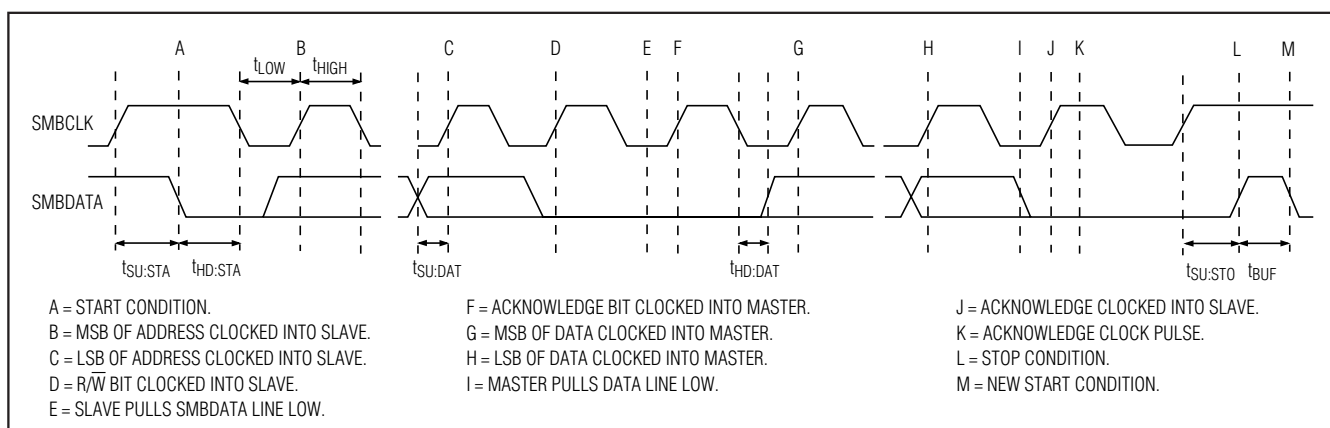 A B C D E F G H I J K L M
tLOW tHIGH
SMBCLK
SMBDATA
tSU:STA tHD:STA tSU:DAT tHD:DAT tSU:STO tBUF
A = START CONDITION.
B = MSB OF ADDRESS CLOCKED INTO SLAVE.
C = LSB OF ADDRESS CLOCKED INTO SLAVE.
D = R/W̅ BIT CLOCKED INTO SLAVE.
E = SLAVE PULLS SMBDATA LINE LOW.
F = ACKNOWLEDGE BIT CLOCKED INTO MASTER.
G = MSB OF DATA CLOCKED INTO MASTER.
H = LSB OF DATA CLOCKED INTO MASTER.
I = MASTER PULLS DATA LINE LOW.
J = ACKNOWLEDGE CLOCKED INTO SLAVE.
K = ACKNOWLEDGE CLOCK PULSE.
L = STOP CONDITION.
M = NEW START CONDITION.